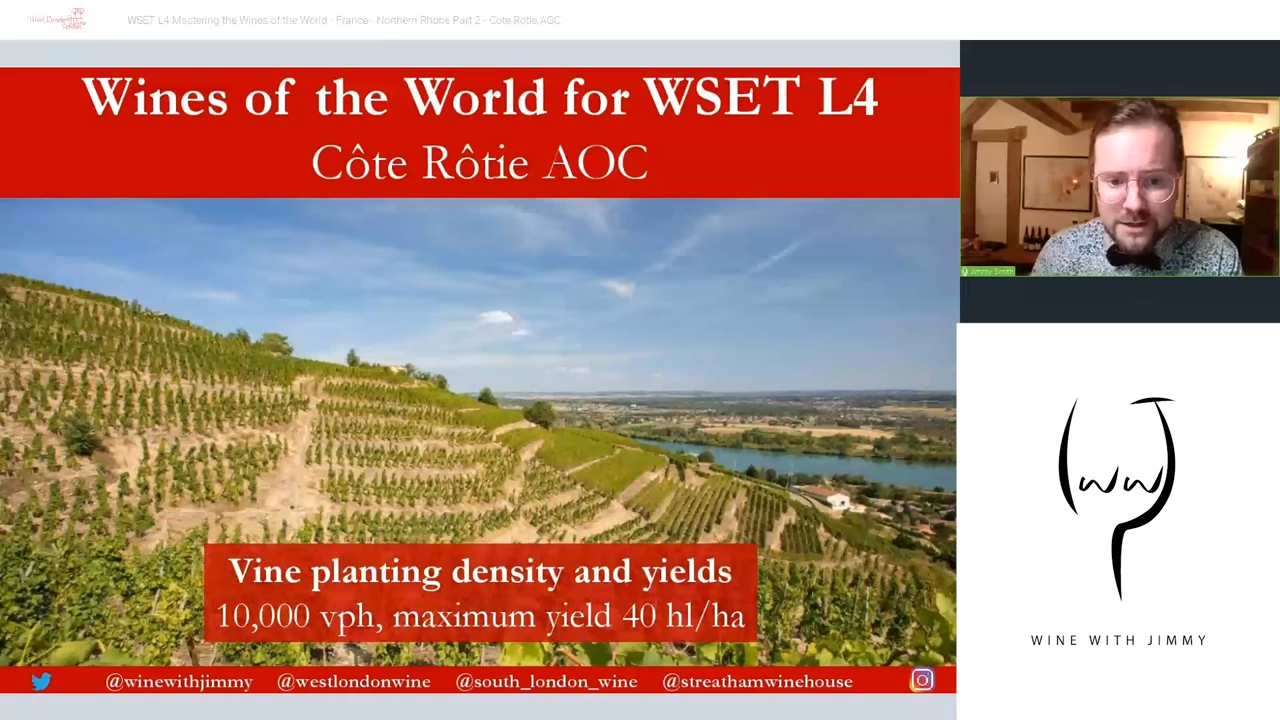 WSET L4 Mastering the Wines of the World - France - Northern Rhone Part 2 - Cote Rotie AOC
Wines of the World for WSET L4
Côte Rôtie AOC
Jimmy Smith
Vine planting density and yields
10,000 vph, maximum yield 40 hl/ha
WINE WITH JIMMY
@winewithjimmy @westlondonwine @south_london_wine @streathamwinehouse